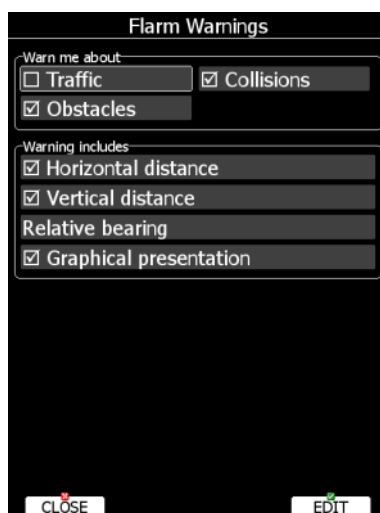 Flarm Warnings
Warn me about
Traffic
Collisions
Obstacles
Warning includes
Horizontal distance
Vertical distance
Relative bearing
Graphical presentation
CLOSE
EDIT